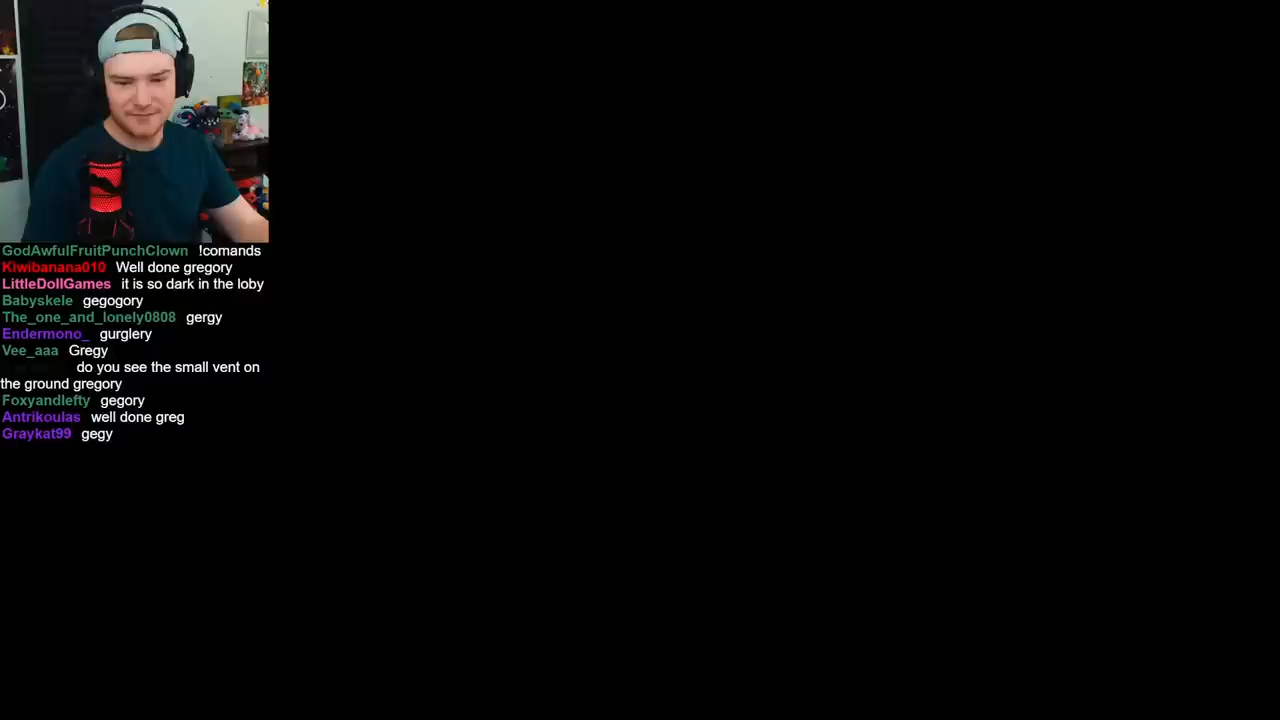 GodAwfulFruitPunchClown !comands
Kiwibanana010 Well done gregory
LittleDollGames it is so dark in the loby
Babyskele gegogory
The_one_and_lonely0808 gergy
Endermono_ gurglery
Vee_aaa Gregy
do you see the small vent on
the ground gregory
Foxyandlefty gegory
Antrikoulas well done greg
Graykat99 gegy